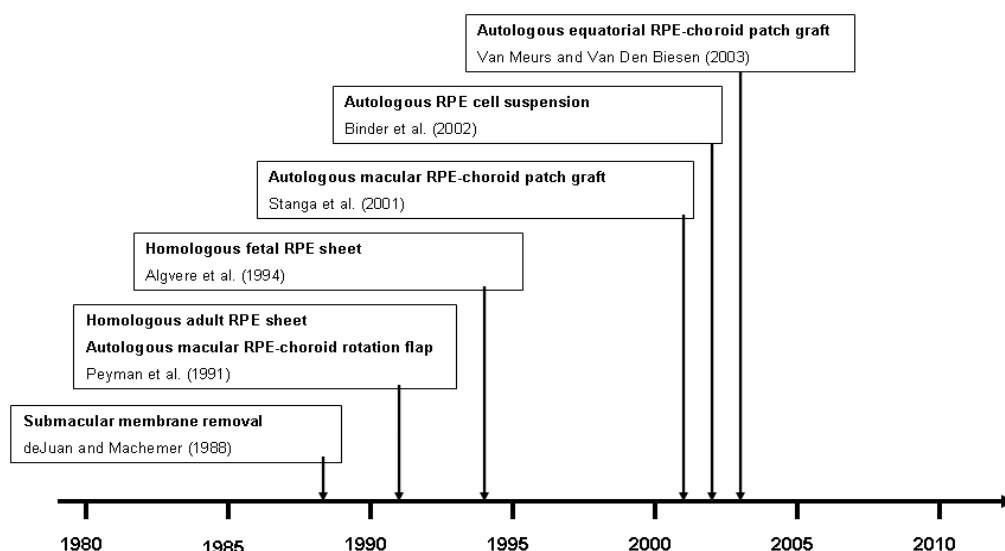 Autologous equatorial RPE-choroid patch graft
Van Meurs and Van Den Biesen (2003)
Autologous RPE cell suspension
Binder et al. (2002)
Autologous macular RPE-choroid patch graft
Stanga et al. (2001)
Homologous fetal RPE sheet
Algvere et al. (1994)
Homologous adult RPE sheet
Autologous macular RPE-choroid rotation flap
Peyman et al. (1991)
Submacular membrane removal
deJuan and Machemer (1988)
1980 1985 1990 1995 2000 2005 2010